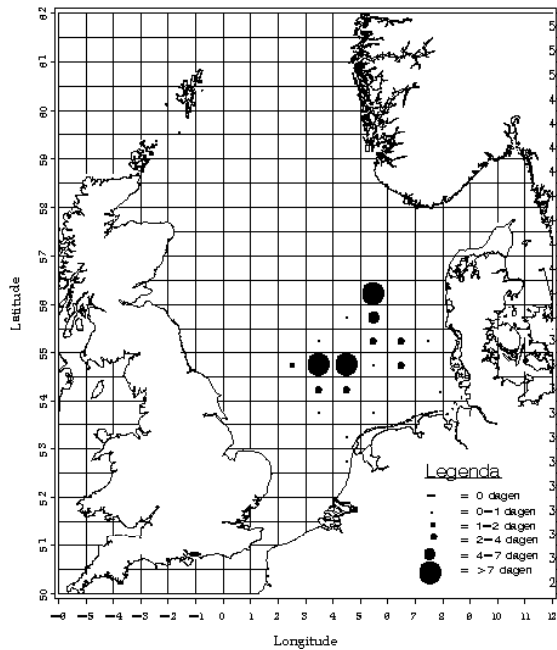 62
61
60
59
58
57
56
55
54
53
52
51
50
Latitude
-6 -5 -4 -3 -2 -1 0 1 2 3 4 5 6 7 8 9 10 11 12
Longitude
Legenda
= 0 dagen
= 0-1 dagen
= 1-2 dagen
= 2-4 dagen
= 4-7 dagen
= >7 dagen